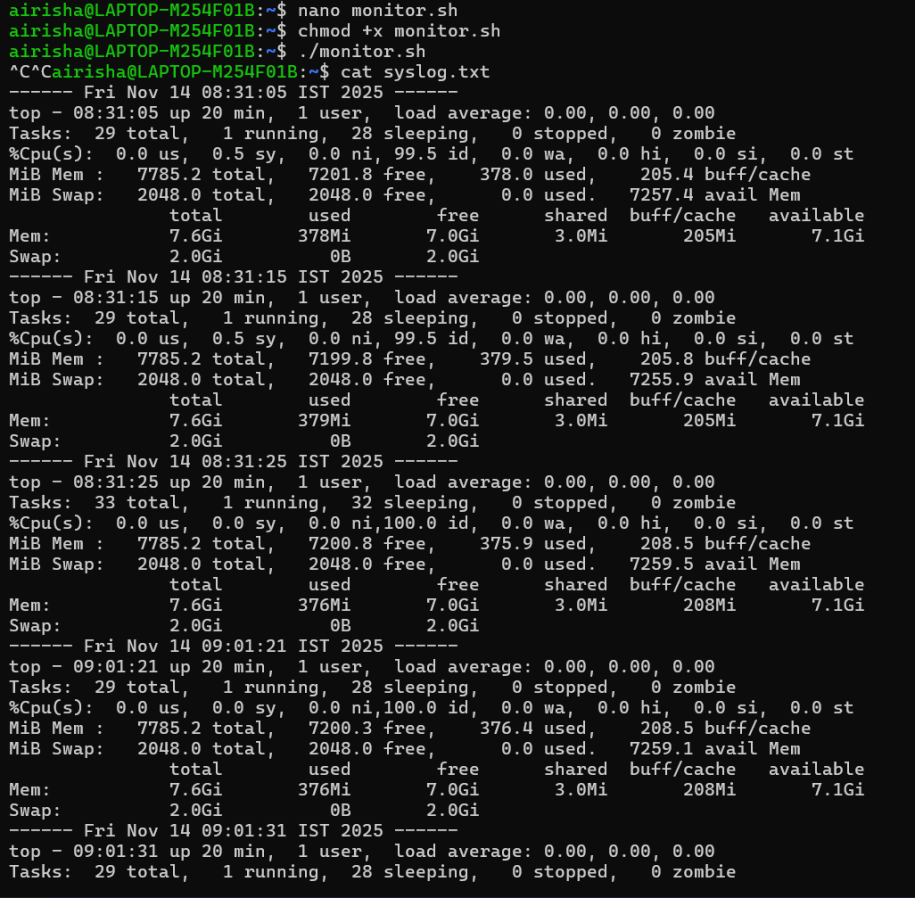 airisha@LAPTOP-M254F01B:~$ nano monitor.sh
airisha@LAPTOP-M254F01B:~$ chmod +x monitor.sh
airisha@LAPTOP-M254F01B:~$ ./monitor.sh
^C^Cairisha@LAPTOP-M254F01B:~$ cat syslog.txt
------ Fri Nov 14 08:31:05 IST 2025 ------
top - 08:31:05 up 20 min,  1 user,  load average: 0.00, 0.00, 0.00
Tasks:  29 total,   1 running,  28 sleeping,   0 stopped,   0 zombie
%Cpu(s):  0.0 us,  0.5 sy,  0.0 ni, 99.5 id,  0.0 wa,  0.0 hi,  0.0 si,  0.0 st
MiB Mem :   7785.2 total,   7201.8 free,    378.0 used,    205.4 buff/cache
MiB Swap:   2048.0 total,   2048.0 free,      0.0 used.   7257.4 avail Mem
               total        used        free      shared  buff/cache   available
Mem:           7.6Gi       378Mi       7.0Gi       3.0Mi       205Mi       7.1Gi
Swap:          2.0Gi          0B       2.0Gi
------ Fri Nov 14 08:31:15 IST 2025 ------
top - 08:31:15 up 20 min,  1 user,  load average: 0.00, 0.00, 0.00
Tasks:  29 total,   1 running,  28 sleeping,   0 stopped,   0 zombie
%Cpu(s):  0.0 us,  0.5 sy,  0.0 ni, 99.5 id,  0.0 wa,  0.0 hi,  0.0 si,  0.0 st
MiB Mem :   7785.2 total,   7199.8 free,    379.5 used,    205.8 buff/cache
MiB Swap:   2048.0 total,   2048.0 free,      0.0 used.   7255.9 avail Mem
               total        used        free      shared  buff/cache   available
Mem:           7.6Gi       379Mi       7.0Gi       3.0Mi       205Mi       7.1Gi
Swap:          2.0Gi          0B       2.0Gi
------ Fri Nov 14 08:31:25 IST 2025 ------
top - 08:31:25 up 20 min,  1 user,  load average: 0.00, 0.00, 0.00
Tasks:  33 total,   1 running,  32 sleeping,   0 stopped,   0 zombie
%Cpu(s):  0.0 us,  0.0 sy,  0.0 ni,100.0 id,  0.0 wa,  0.0 hi,  0.0 si,  0.0 st
MiB Mem :   7785.2 total,   7200.8 free,    375.9 used,    208.5 buff/cache
MiB Swap:   2048.0 total,   2048.0 free,      0.0 used.   7259.5 avail Mem
               total        used        free      shared  buff/cache   available
Mem:           7.6Gi       376Mi       7.0Gi       3.0Mi       208Mi       7.1Gi
Swap:          2.0Gi          0B       2.0Gi
------ Fri Nov 14 09:01:21 IST 2025 ------
top - 09:01:21 up 20 min,  1 user,  load average: 0.00, 0.00, 0.00
Tasks:  29 total,   1 running,  28 sleeping,   0 stopped,   0 zombie
%Cpu(s):  0.0 us,  0.0 sy,  0.0 ni,100.0 id,  0.0 wa,  0.0 hi,  0.0 si,  0.0 st
MiB Mem :   7785.2 total,   7200.3 free,    376.4 used,    208.5 buff/cache
MiB Swap:   2048.0 total,   2048.0 free,      0.0 used.   7259.1 avail Mem
               total        used        free      shared  buff/cache   available
Mem:           7.6Gi       376Mi       7.0Gi       3.0Mi       208Mi       7.1Gi
Swap:          2.0Gi          0B       2.0Gi
------ Fri Nov 14 09:01:31 IST 2025 ------
top - 09:01:31 up 20 min,  1 user,  load average: 0.00, 0.00, 0.00
Tasks:  29 total,   1 running,  28 sleeping,   0 stopped,   0 zombie